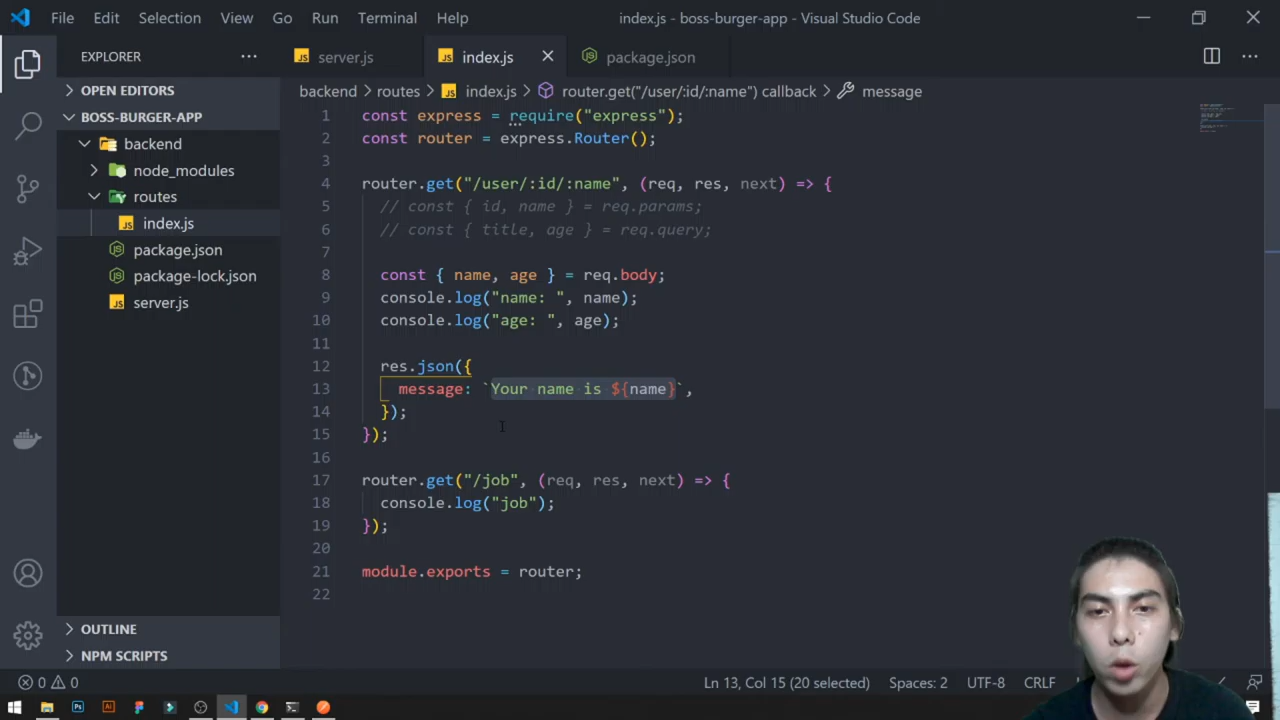 File Edit Selection View Go Run Terminal Help index.js - boss-burger-app - Visual Studio Code
EXPLORER
OPEN EDITORS
BOSS-BURGER-APP
backend
node_modules
routes
index.js
package.json
package-lock.json
server.js
OUTLINE
NPM SCRIPTS
server.js index.js package.json
backend > routes > index.js > router.get("/user/:id/:name") callback > message
1 const express = require("express");
2 const router = express.Router();
3
4 router.get("/user/:id/:name", (req, res, next) => {
5 // const { id, name } = req.params;
6 // const { title, age } = req.query;
7
8 const { name, age } = req.body;
9 console.log("name: ", name);
10 console.log("age: ", age);
11
12 res.json({
13 message: `Your name is ${name}`,
14 });
15 });
16
17 router.get("/job", (req, res, next) => {
18 console.log("job");
19 });
20
21 module.exports = router;
22
0 0 Ln 13, Col 15 (20 selected) Spaces: 2 UTF-8 CRLF